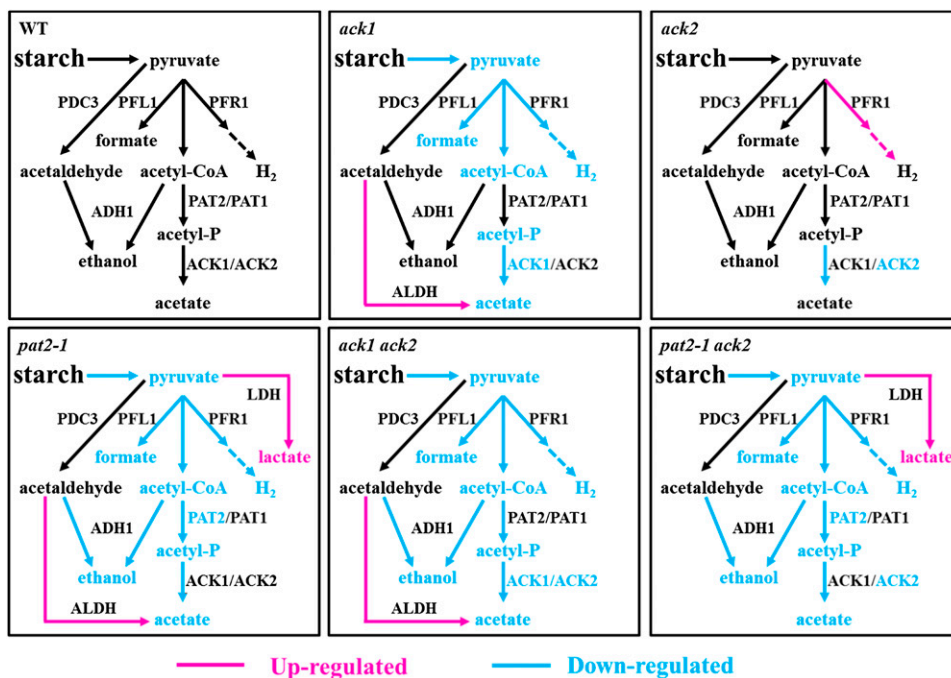 WT
starch pyruvate
PDC3 PFL1 PFR1
formate
acetaldehyde acetyl-CoA H2
PAT2/PAT1
ADH1
acetyl-P
ethanol ACK1/ACK2
acetate
ack1
starch pyruvate
PDC3 PFL1 PFR1
formate
acetaldehyde acetyl-CoA H2
PAT2/PAT1
ADH1
acetyl-P
ethanol ACK1/ACK2
ALDH acetate
ack2
starch pyruvate
PDC3 PFL1 PFR1
formate
acetaldehyde acetyl-CoA H2
PAT2/PAT1
ADH1
acetyl-P
ethanol ACK1/ACK2
acetate
pat2-1
starch pyruvate
LDH
PDC3 PFL1 PFR1
formate lactate
acetaldehyde acetyl-CoA H2
PAT2/PAT1
ADH1
acetyl-P
ethanol ACK1/ACK2
ALDH
acetate
ack1 ack2
starch pyruvate
PDC3 PFL1 PFR1
formate
acetaldehyde acetyl-CoA H2
PAT2/PAT1
ADH1
acetyl-P
ethanol ACK1/ACK2
ALDH
acetate
pat2-1 ack2
starch pyruvate
LDH
PDC3 PFL1 PFR1
formate lactate
acetaldehyde acetyl-CoA H2
PAT2/PAT1
ADH1
acetyl-P
ethanol ACK1/ACK2
acetate
Up-regulated Down-regulated